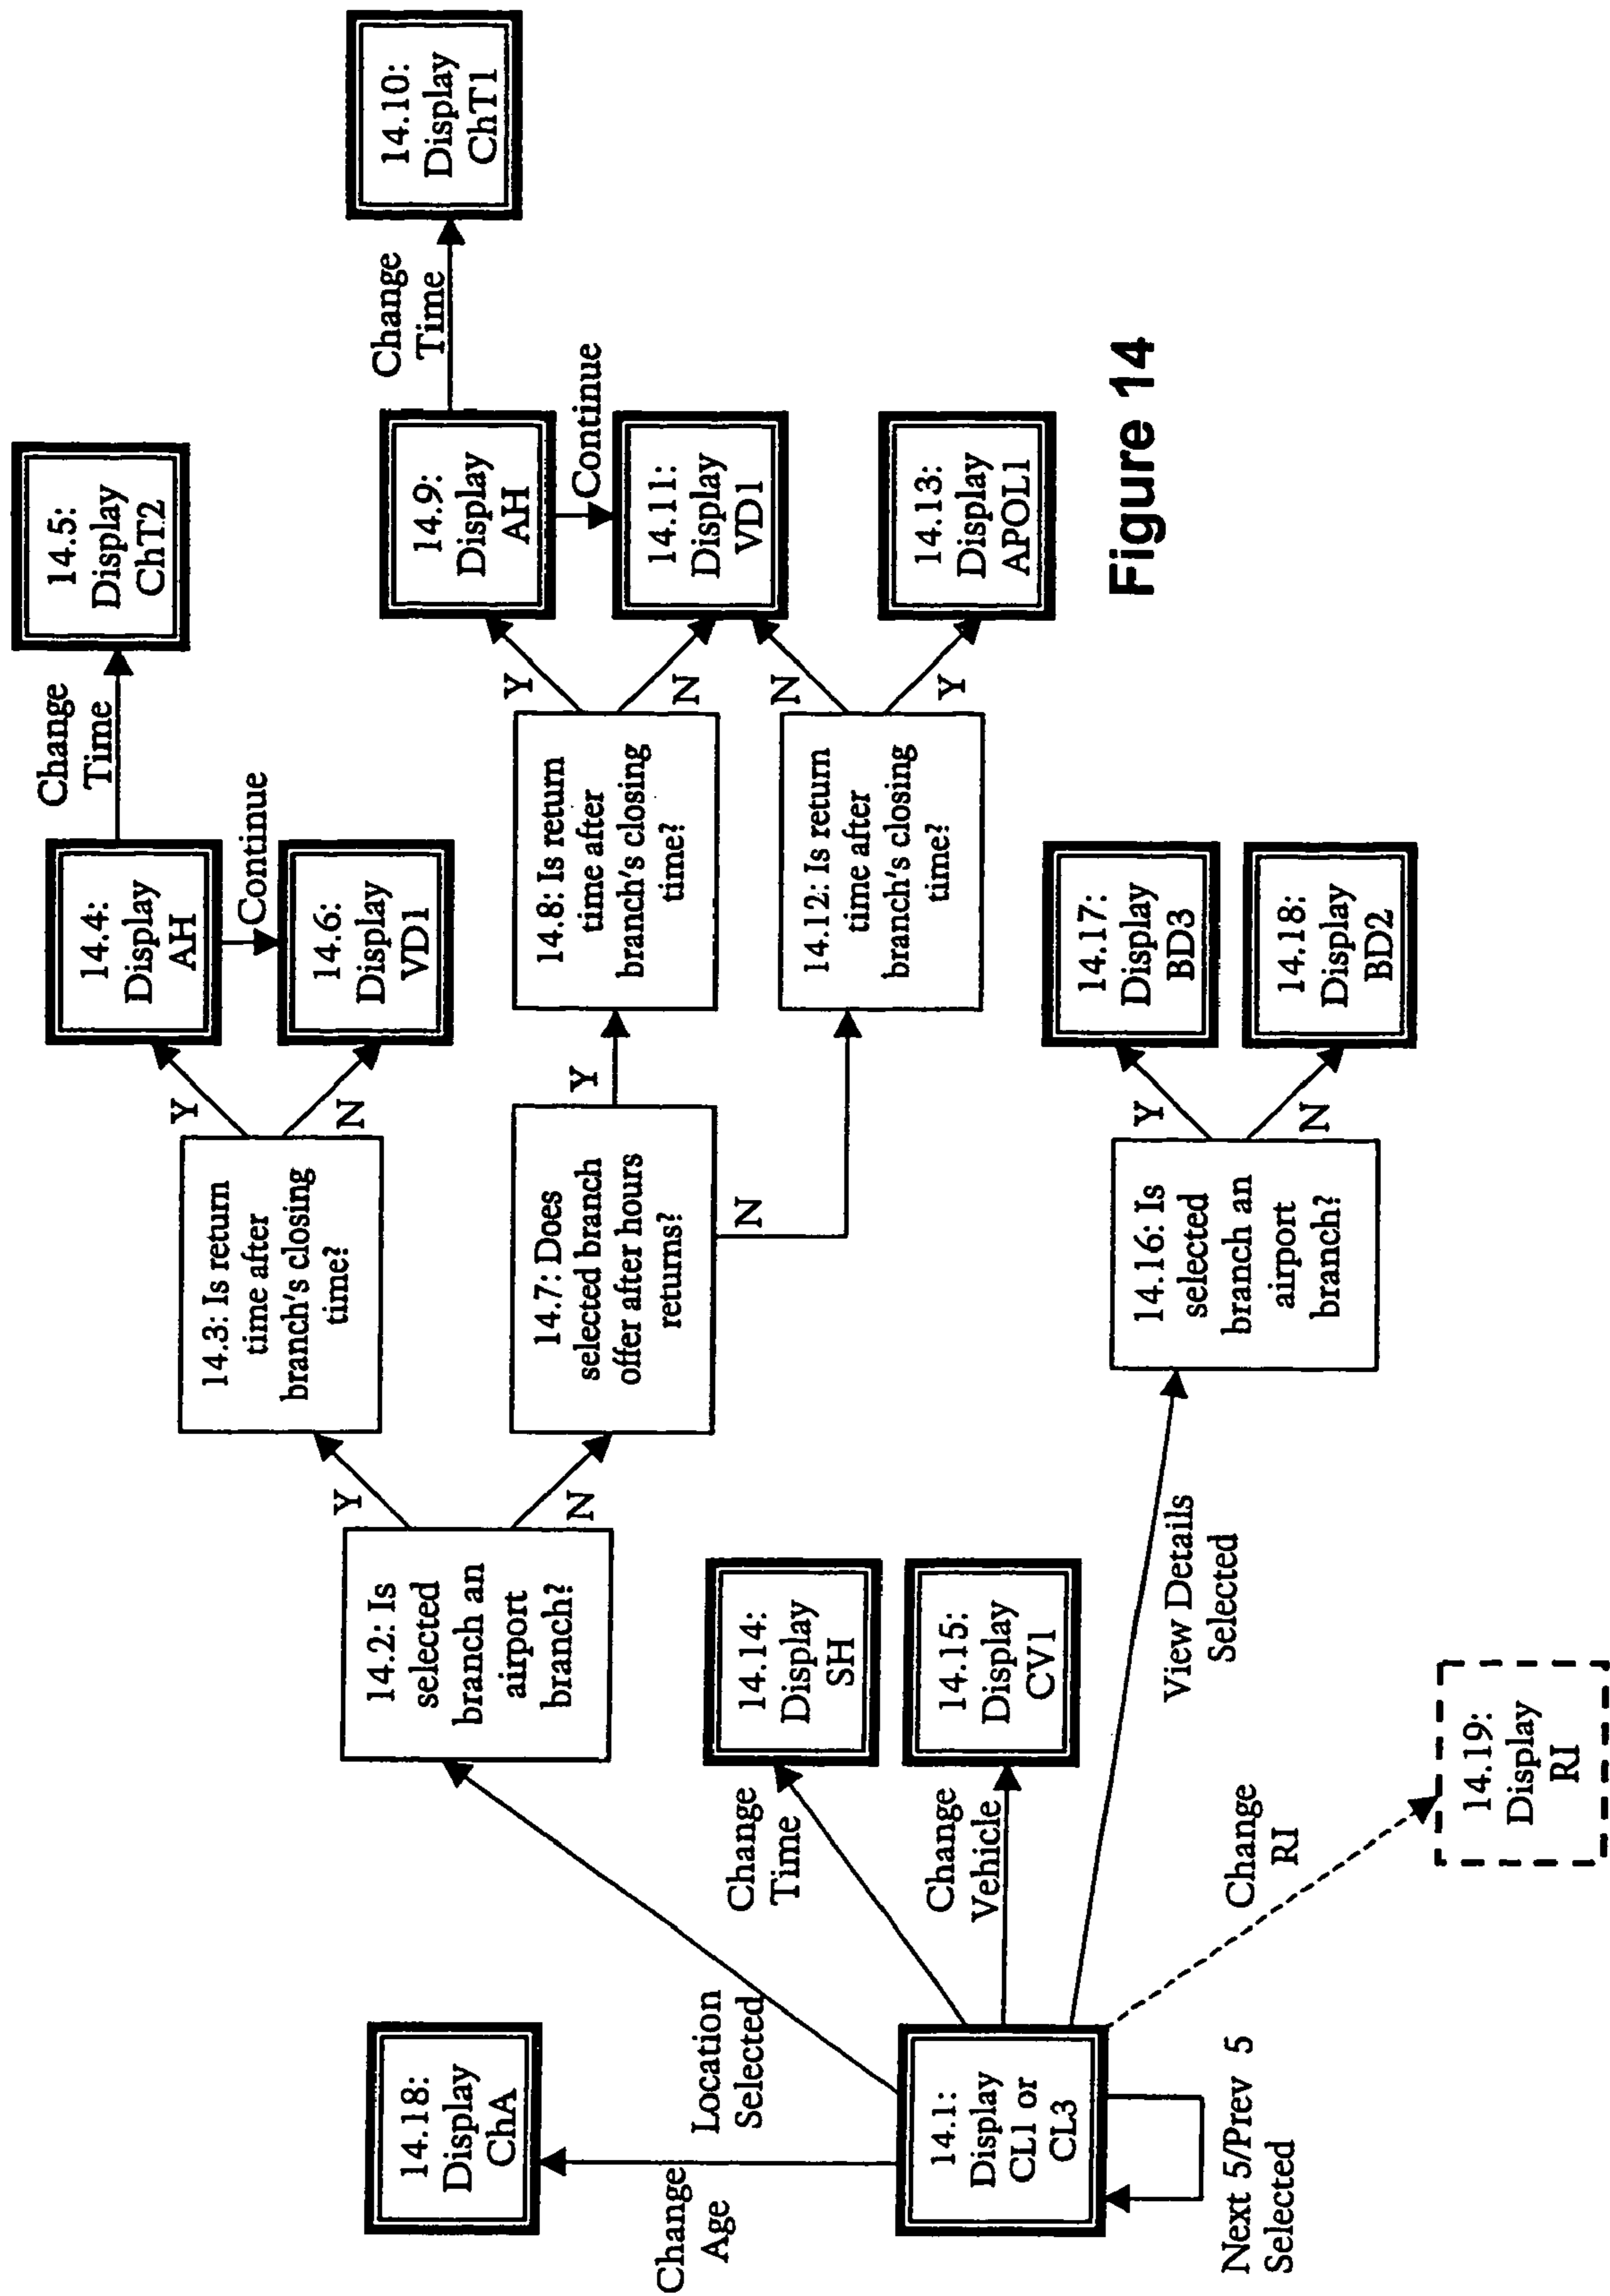 14.18:
Display
ChA
Change
Age
Location
Selected
14.1:
Display
CL1 or
CL3
Next 5/Prev 5
Selected
14.2: Is
selected
branch an
airport
branch?
Y
N
14.3: Is return
time after
branch's closing
time?
Y
N
14.4:
Display
AH
Change
Time
14.5:
Display
ChT2
Continue
14.6:
Display
VD1
14.7: Does
selected branch
offer after hours
returns?
Y
N
14.8: Is return
time after
branch's closing
time?
Y
N
14.9:
Display
AH
Change
Time
14.10:
Display
ChT1
Continue
14.11:
Display
VD1
14.12: Is return
time after
branch's closing
time?
N
Y
14.13:
Display
APOL1
Change
Time
14.14:
Display
SH
Change
Vehicle
14.15:
Display
CV1
View Details
Selected
14.16: Is
selected
branch an
airport
branch?
Y
N
14.17:
Display
BD3
14.18:
Display
BD2
Change
RI
14.19:
Display
RI
Figure 14